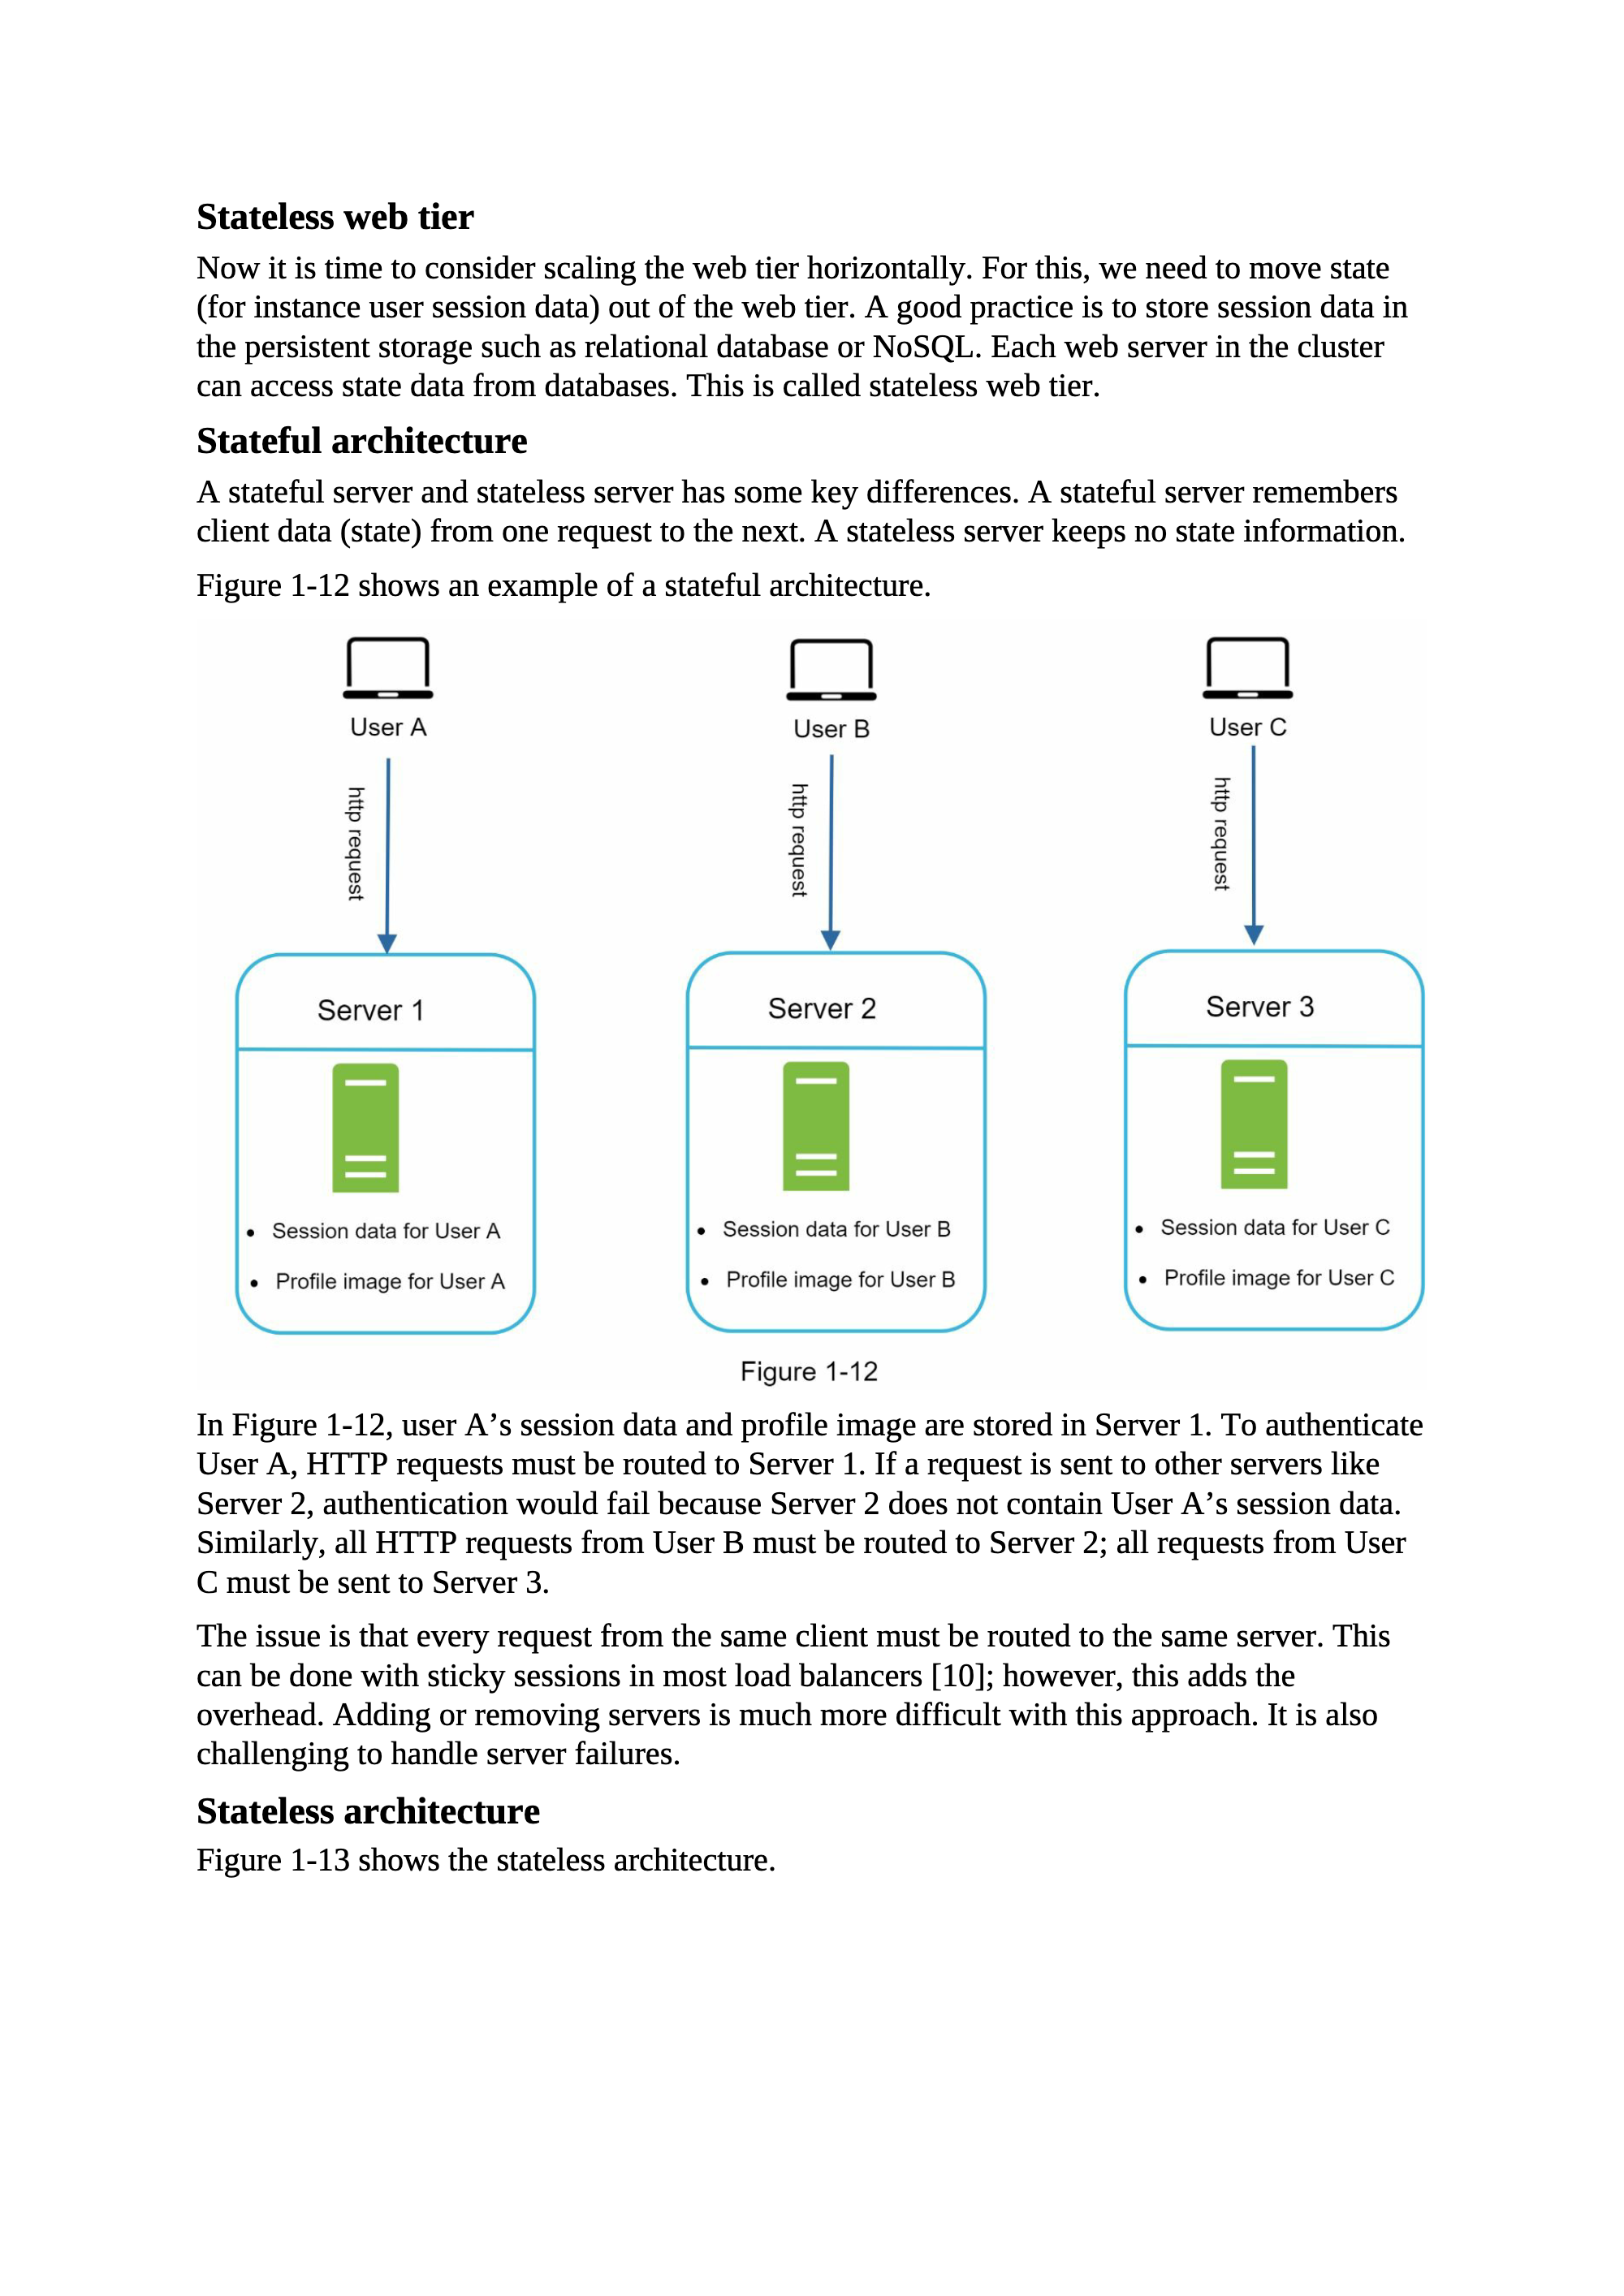 Stateless web tier
Now it is time to consider scaling the web tier horizontally. For this, we need to move state
(for instance user session data) out of the web tier. A good practice is to store session data in
the persistent storage such as relational database or NoSQL. Each web server in the cluster
can access state data from databases. This is called stateless web tier.
Stateful architecture
A stateful server and stateless server has some key differences. A stateful server remembers
client data (state) from one request to the next. A stateless server keeps no state information.
Figure 1-12 shows an example of a stateful architecture.
User A
User B
User C
http request
http request
http request
Server 1
Server 2
Server 3
• Session data for User A
• Profile image for User A
• Session data for User B
• Profile image for User B
• Session data for User C
• Profile image for User C
Figure 1-12
In Figure 1-12, user A’s session data and profile image are stored in Server 1. To authenticate
User A, HTTP requests must be routed to Server 1. If a request is sent to other servers like
Server 2, authentication would fail because Server 2 does not contain User A’s session data.
Similarly, all HTTP requests from User B must be routed to Server 2; all requests from User
C must be sent to Server 3.
The issue is that every request from the same client must be routed to the same server. This
can be done with sticky sessions in most load balancers [10]; however, this adds the
overhead. Adding or removing servers is much more difficult with this approach. It is also
challenging to handle server failures.
Stateless architecture
Figure 1-13 shows the stateless architecture.